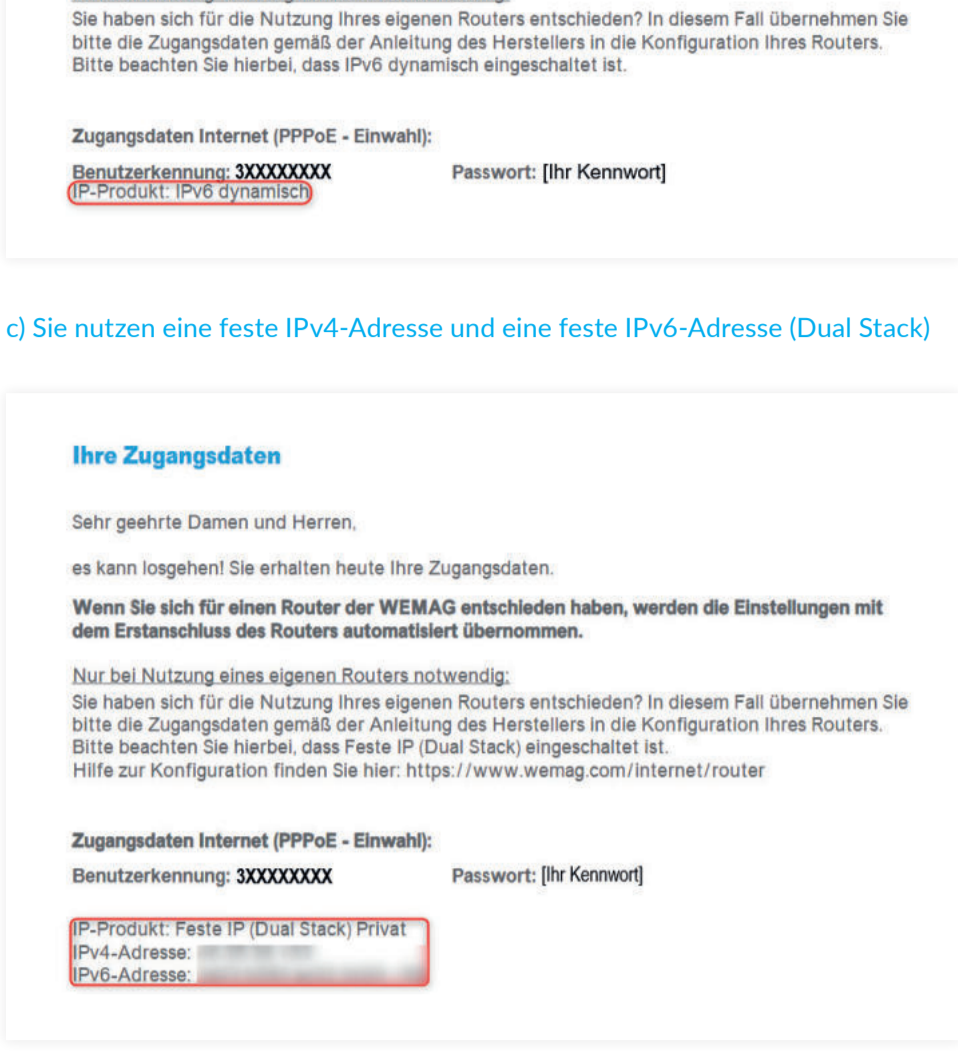 Sie haben sich für die Nutzung Ihres eigenen Routers entschieden? In diesem Fall übernehmen Sie
bitte die Zugangsdaten gemäß der Anleitung des Herstellers in die Konfiguration Ihres Routers.
Bitte beachten Sie hierbei, dass IPv6 dynamisch eingeschaltet ist.
Zugangsdaten Internet (PPPoE - Einwahl):
Benutzerkennung: 3XXXXXXXX Passwort: [Ihr Kennwort]
IP-Produkt: IPv6 dynamisch
c) Sie nutzen eine feste IPv4-Adresse und eine feste IPv6-Adresse (Dual Stack)
Ihre Zugangsdaten
Sehr geehrte Damen und Herren,
es kann losgehen! Sie erhalten heute Ihre Zugangsdaten.
Wenn Sie sich für einen Router der WEMAG entschieden haben, werden die Einstellungen mit
dem Erstanschluss des Routers automatisiert übernommen.
Nur bei Nutzung eines eigenen Routers notwendig:
Sie haben sich für die Nutzung Ihres eigenen Routers entschieden? In diesem Fall übernehmen Sie
bitte die Zugangsdaten gemäß der Anleitung des Herstellers in die Konfiguration Ihres Routers.
Bitte beachten Sie hierbei, dass Feste IP (Dual Stack) eingeschaltet ist.
Hilfe zur Konfiguration finden Sie hier: https://www.wemag.com/internet/router
Zugangsdaten Internet (PPPoE - Einwahl):
Benutzerkennung: 3XXXXXXXX Passwort: [Ihr Kennwort]
IP-Produkt: Feste IP (Dual Stack) Privat
IPv4-Adresse:
IPv6-Adresse: